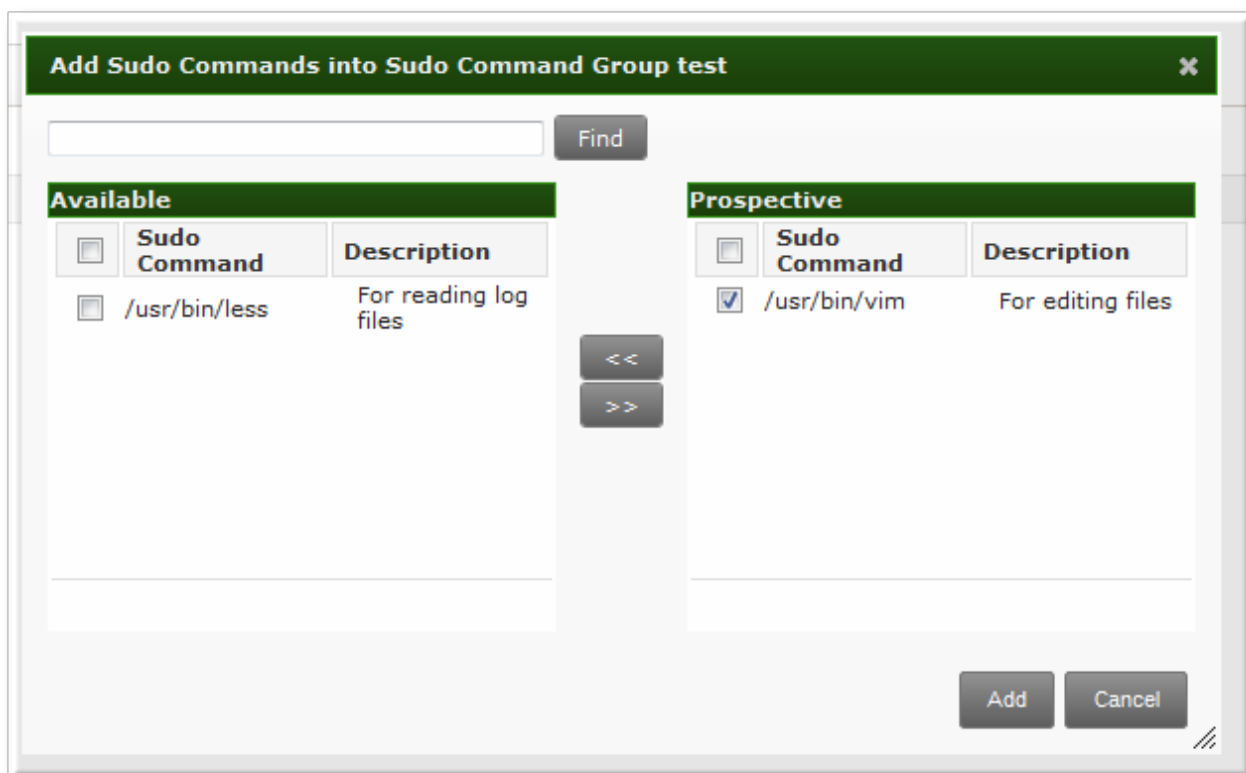 Add Sudo Commands into Sudo Command Group test
Find
Available
Sudo Command Description
/usr/bin/less For reading log files
<<
>>
Prospective
Sudo Command Description
/usr/bin/vim For editing files
Add Cancel